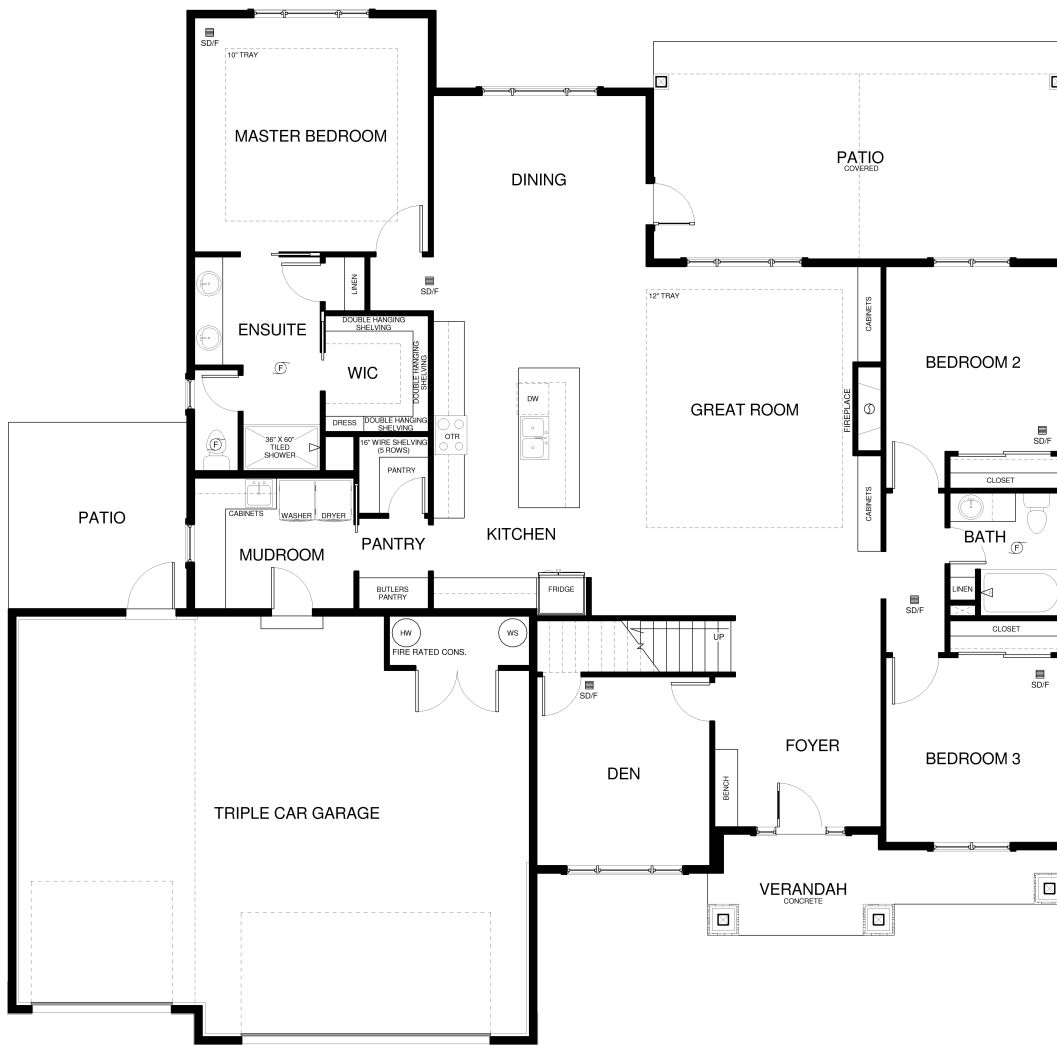 SD/F
10" TRAY
MASTER BEDROOM
DINING
PATIO
COVERED
LINEN
SD/F
12" TRAY
CABINETS
DOUBLE HANGING
SHELVING
ENSUITE
F
WIC
DOUBLE HANGING
SHELVING
BEDROOM 2
DW
GREAT ROOM
FIREPLACE
DRESS
DOUBLE HANGING
SHELVING
F
36" X 60"
TILED
SHOWER
16" WIRE SHELVING
(5 ROWS)
OTR
SD/F
PANTRY
CLOSET
CABINETS
PATIO
CABINETS
WASHER
DRYER
MUDROOM
PANTRY
KITCHEN
BATH
F
BUTLERS
PANTRY
FRIDGE
LINEN
SD/F
HW
WS
FIRE RATED CONS.
UP
CLOSET
SD/F
SD/F
FOYER
DEN
BENCH
BEDROOM 3
TRIPLE CAR GARAGE
VERANDAH
CONCRETE